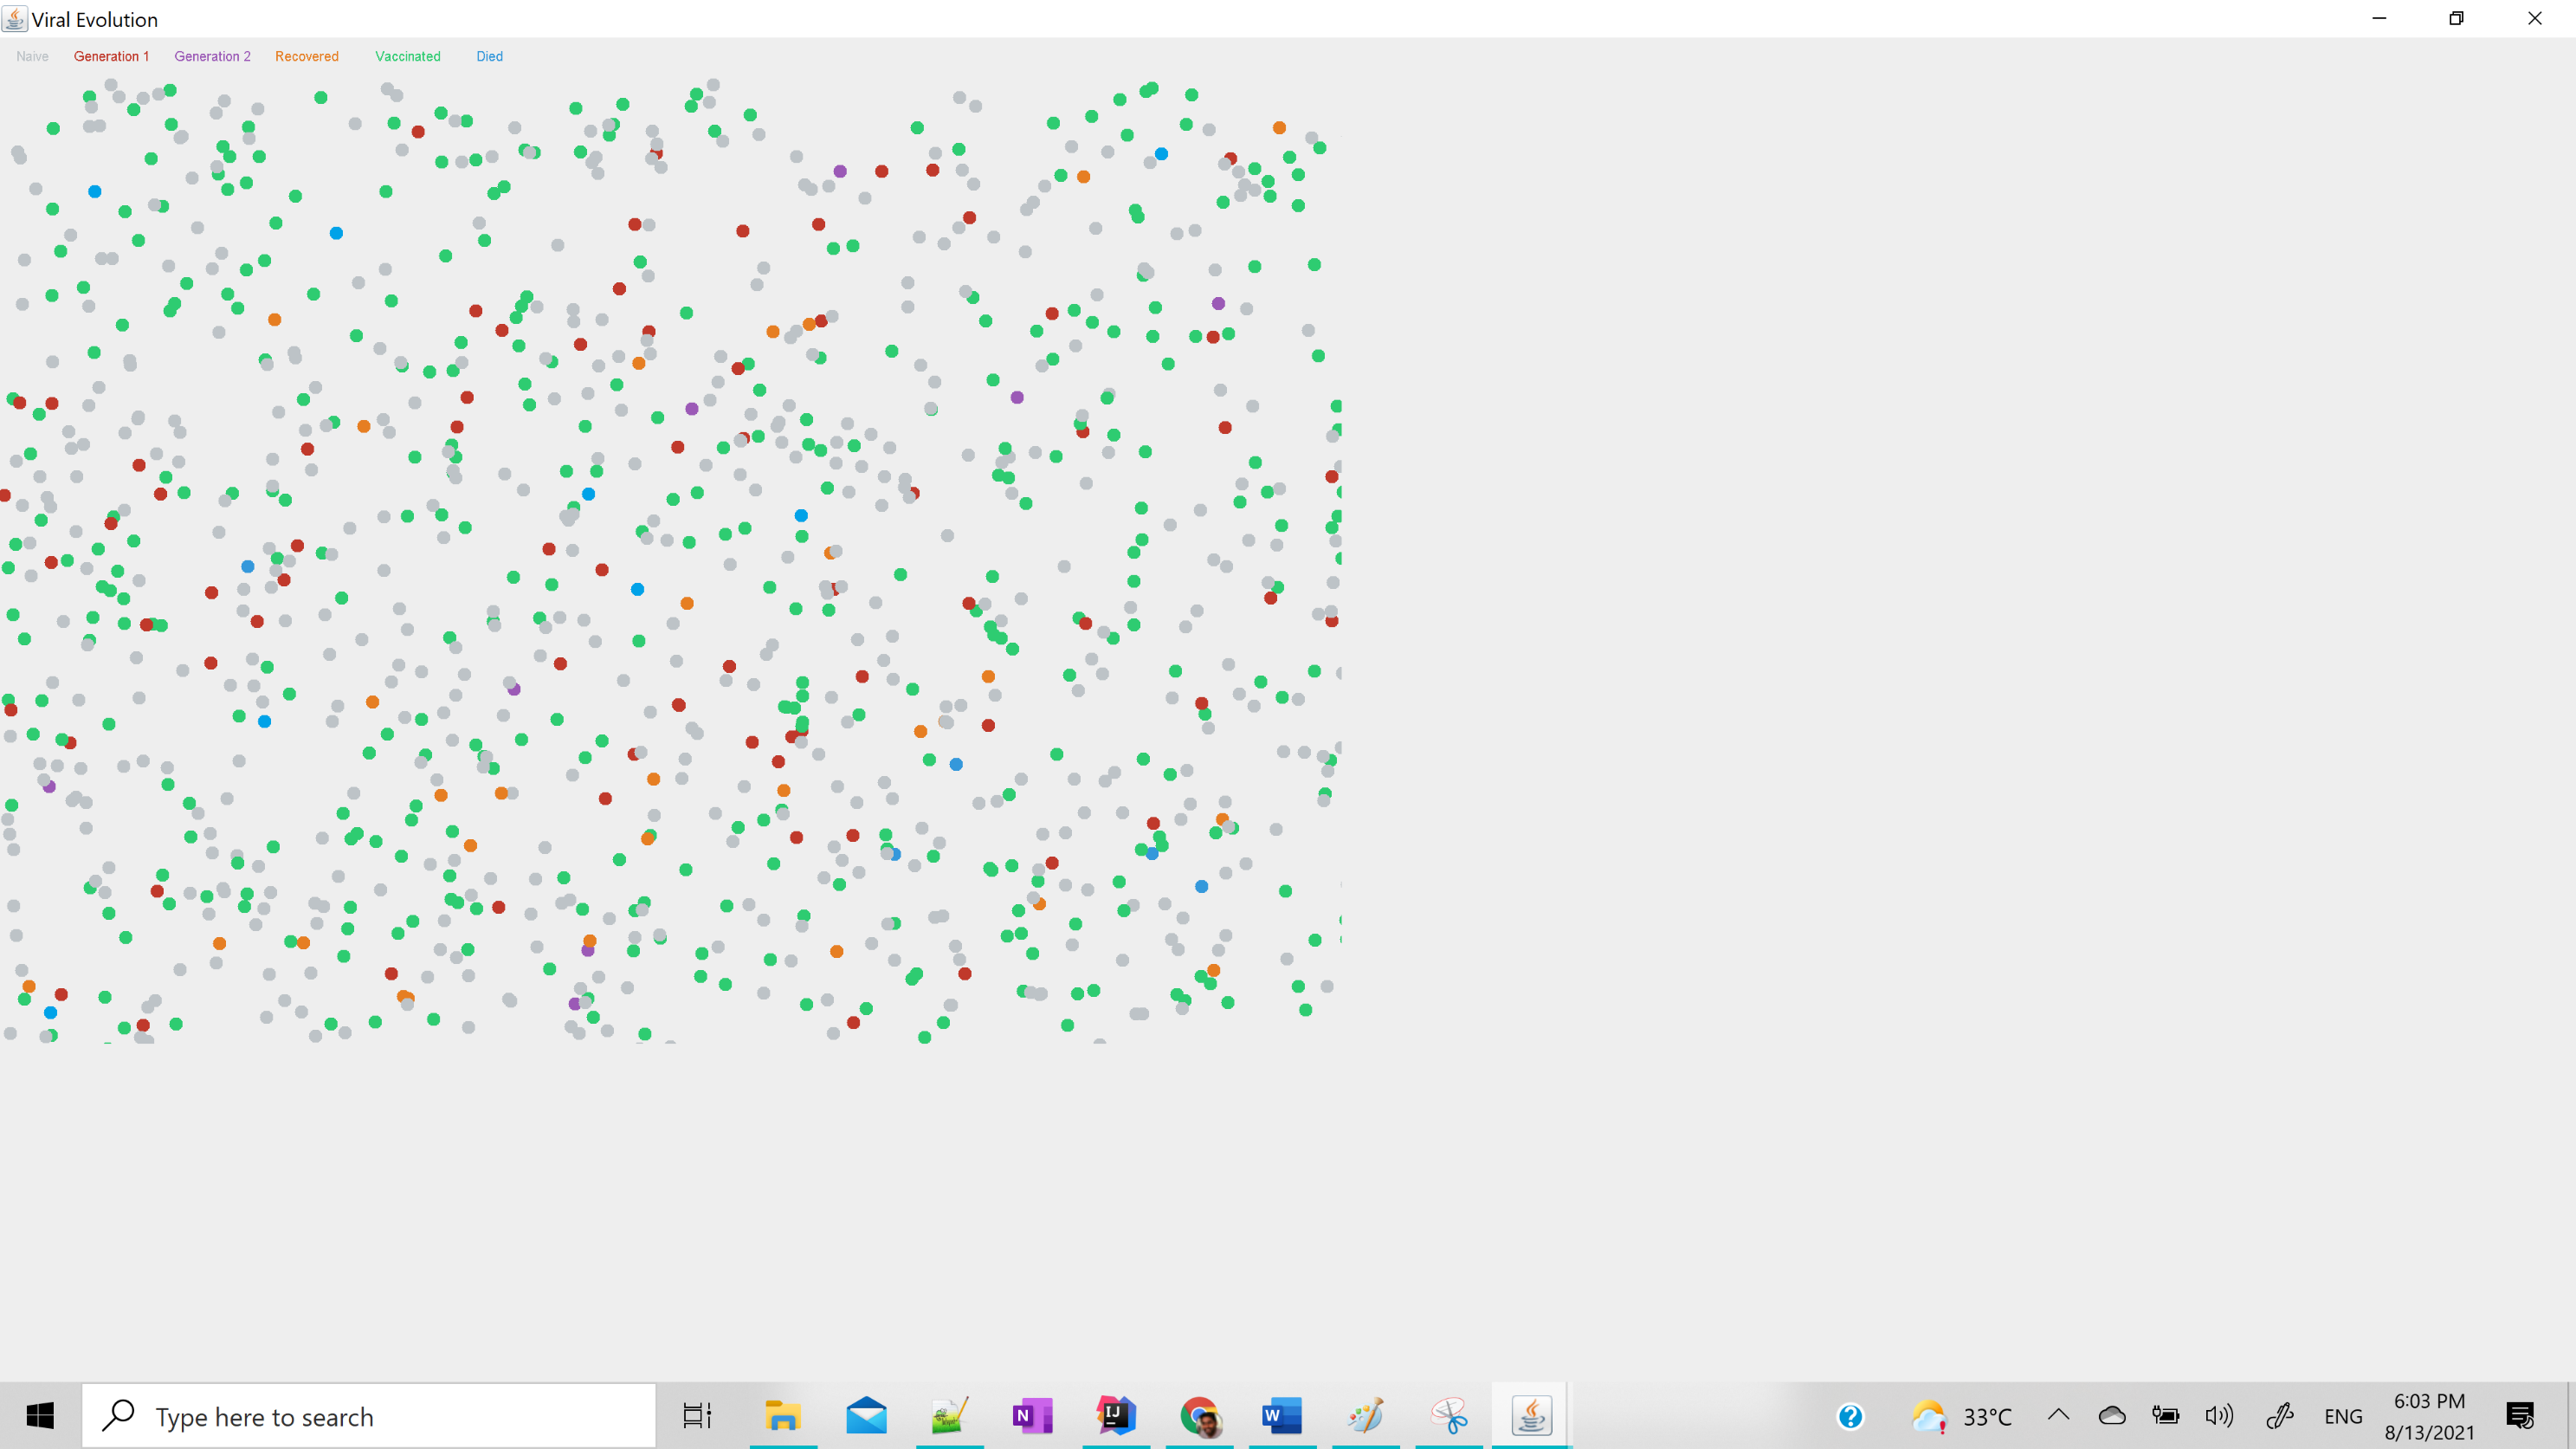 Viral Evolution
Naive Generation 1 Generation 2 Recovered Vaccinated Died
Type here to search
N
IJ
W
33°C
ENG
6:03 PM
8/13/2021